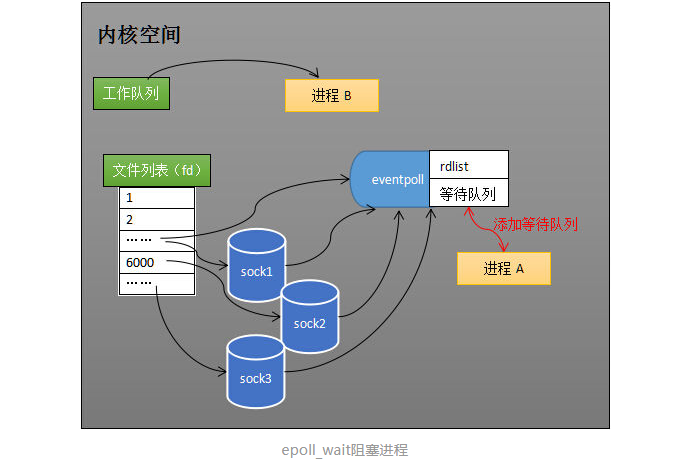 内核空间
工作队列
进程 B
文件列表（fd）
1
2
……
6000
……
eventpoll
rdlist
等待队列
添加等待队列
进程 A
sock1
sock2
sock3
epoll_wait阻塞进程